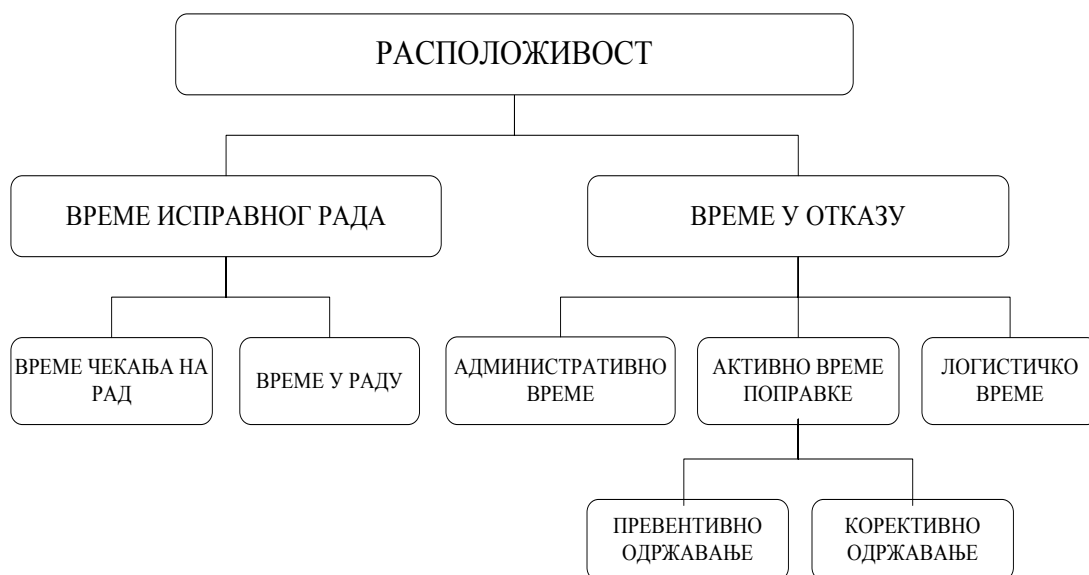 РАСПОЛОЖИВОСТ
ВРЕМЕ ИСПРАВНОГ РАДА
ВРЕМЕ У ОТКАЗУ
ВРЕМЕ ЧЕКАЊА НА
РАД
ВРЕМЕ У РАДУ
АДМИНИСТРАТИВНО
ВРЕМЕ
АКТИВНО ВРЕМЕ
ПОПРАВКЕ
ЛОГИСТИЧКО
ВРЕМЕ
ПРЕВЕНТИВНО
ОДРЖАВАЊЕ
КОРЕКТИВНО
ОДРЖАВАЊЕ